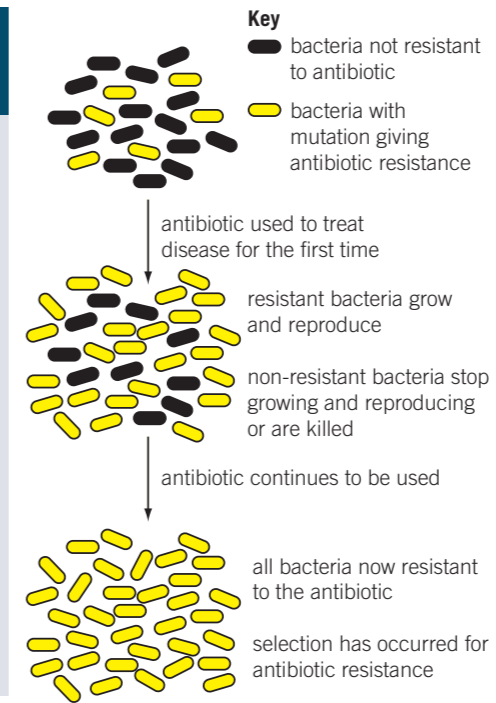 Key
bacteria not resistant
to antibiotic
bacteria with
mutation giving
antibiotic resistance
antibiotic used to treat
disease for the first time
resistant bacteria grow
and reproduce
non-resistant bacteria stop
growing and reproducing
or are killed
antibiotic continues to be used
all bacteria now resistant
to the antibiotic
selection has occurred for
antibiotic resistance